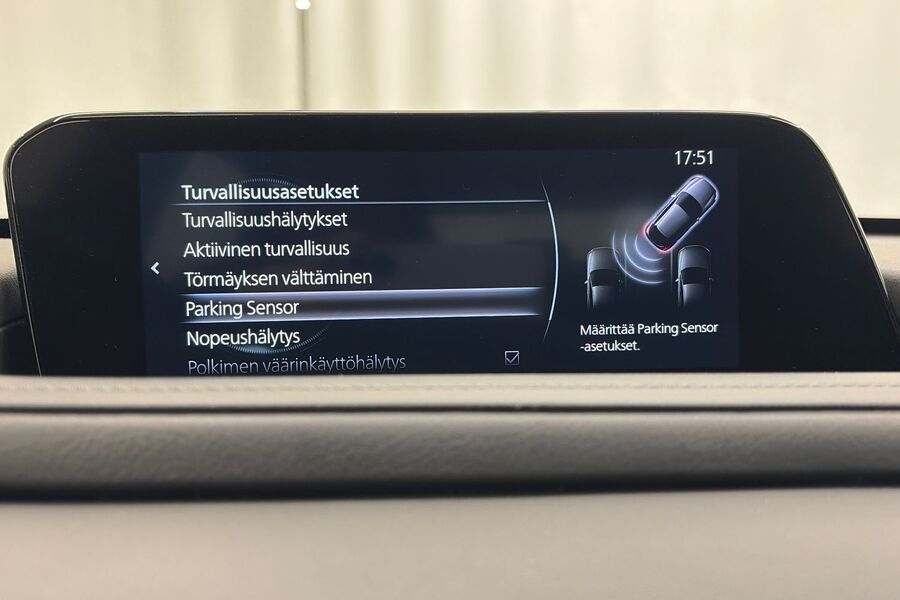 17:51
Turvallisuusasetukset
Turvallisuushälytykset
Aktiivinen turvallisuus
Törmäyksen välttäminen
Parking Sensor
Nopeushälytys
Polkimen väärinkäyttöhälytys
Määrittää Parking Sensor
-asetukset.